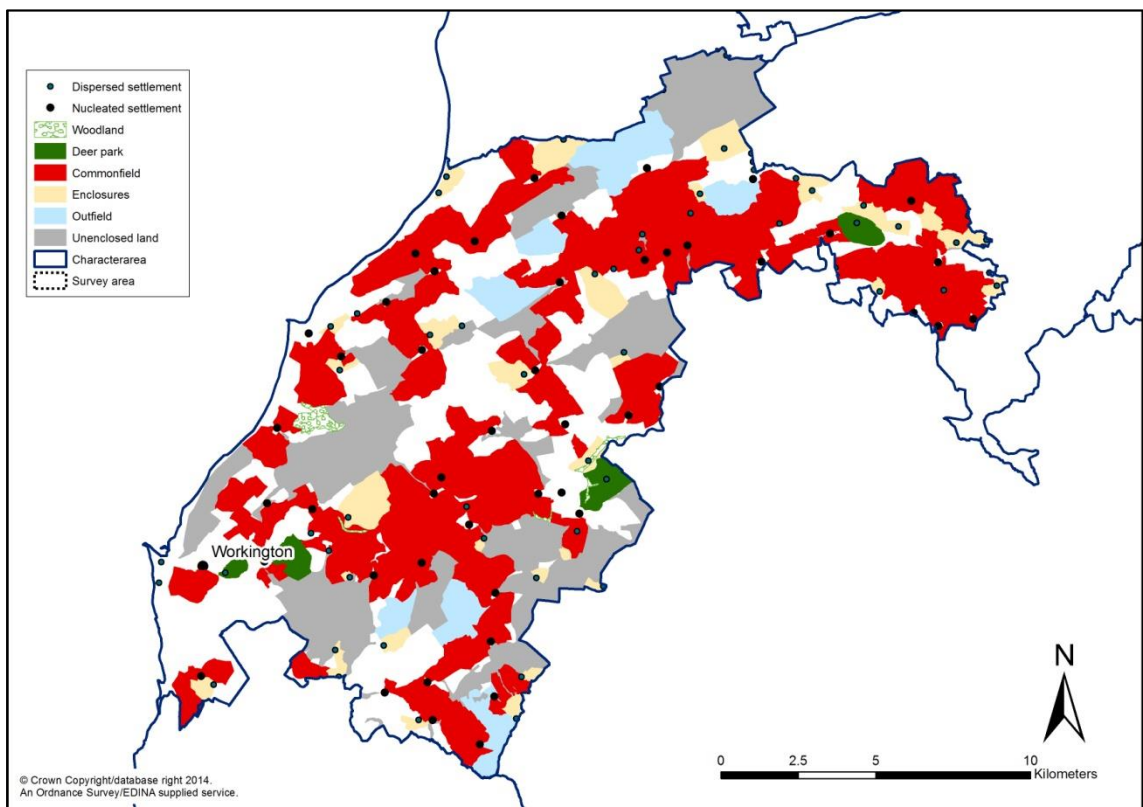 Dispersed settlement
Nucleated settlement
Woodland
Deer park
Commonfield
Enclosures
Outfield
Unenclosed land
Characterarea
Survey area
Workington
N
0 2.5 5 10
Kilometers
© Crown Copyright/database right 2014.
An Ordnance Survey/EDINA supplied service.